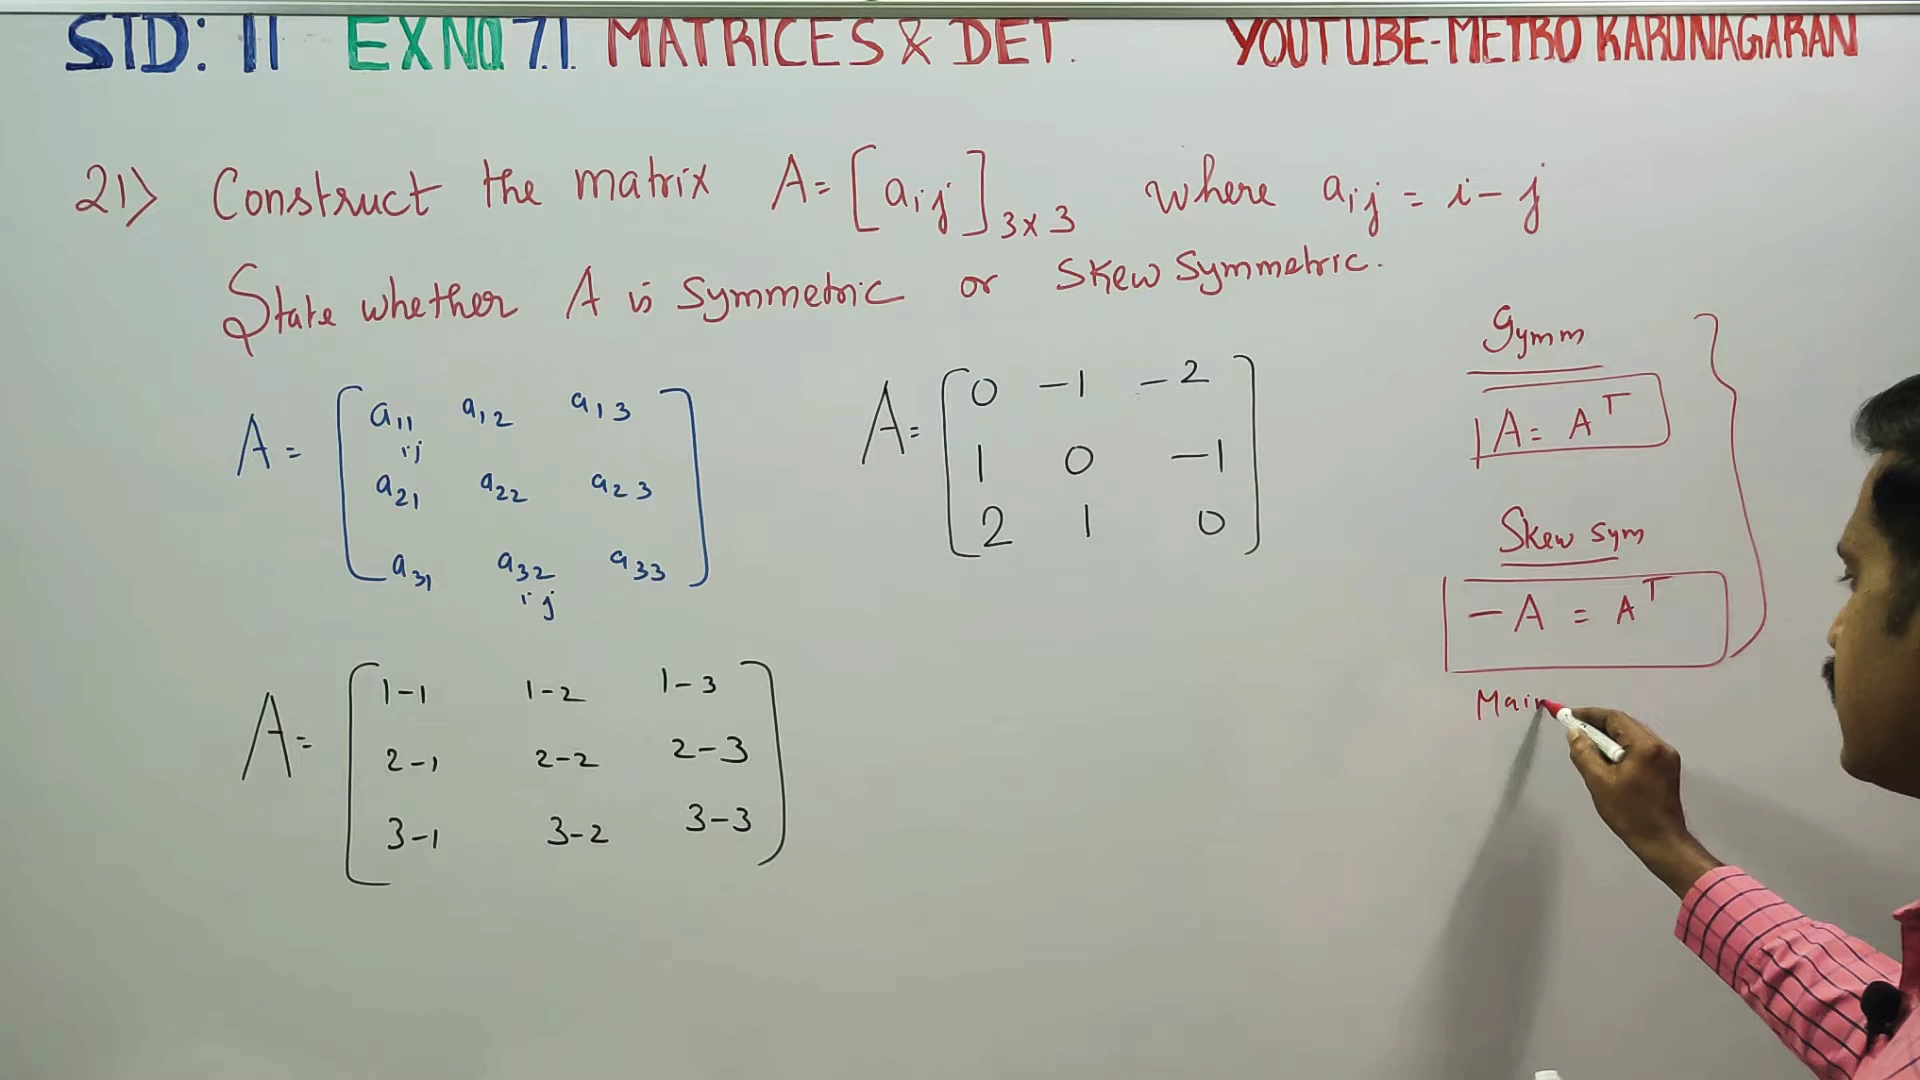 STD: 11 EX NO 7.1 MATRICES & DET. YOUTUBE-METRO KARUNAGARAN
21) Construct the matrix A = [aij] 3x3 where aij = i - j
State whether A is Symmetric or Skew Symmetric.
A = [ a11 a12 a13
ij
a21 a22 a23
a31 a32 a33 ]
ij
A = [ 1-1 1-2 1-3
2-1 2-2 2-3
3-1 3-2 3-3 ]
A = [ 0 -1 -2
1 0 -1
2 1 0 ]
Symm
A = A^T
Skew sym
-A = A^T
Main